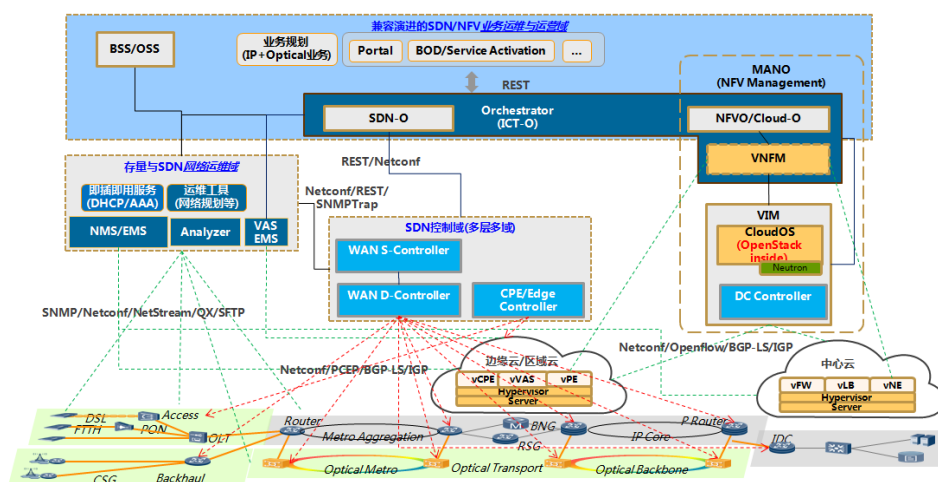 兼容演进的SDN/NFV业务运维与运营域
BSS/OSS
业务规划
(IP+Optical业务)
Portal
BOD/Service Activation
...
REST
MANO
(NFV Management)
SDN-O
Orchestrator
(ICT-O)
NFVO/Cloud-O
VNFM
REST/Netconf
存量与SDN网络运维域
即插即用服务
(DHCP/AAA)
运维工具
(网络规划等)
NMS/EMS
Analyzer
VAS
EMS
Netconf/REST/
SNMPTrap
SDN控制域(多层多域)
WAN S-Controller
WAN D-Controller
CPE/Edge
Controller
VIM
CloudOS
(OpenStack
inside)
Neutron
DC Controller
SNMP/Netconf/NetStream/QX/SFTP
Netconf/PCEP/BGP-LS/IGP
Netconf/Openflow/BGP-LS/IGP
边缘云/区域云
vCPE
vVAS
vPE
Hypervisor
Server
中心云
vFW
vLB
vNE
Hypervisor
Server
DSL
Access
FTTH
PON
OLT
Router
Metro Aggregation
BNG
RSG
IP Core
P Router
IDC
CSG
Backhaul
Optical Metro
Optical Transport
Optical Backbone